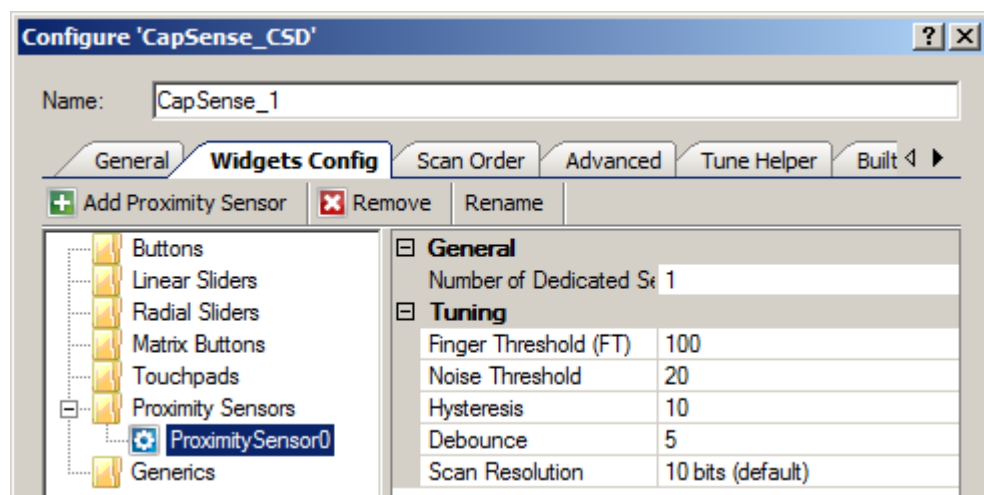 Configure 'CapSense_CSD'
Name: CapSense_1
General Widgets Config Scan Order Advanced Tune Helper Built
Add Proximity Sensor Remove Rename
Buttons
Linear Sliders
Radial Sliders
Matrix Buttons
Touchpads
Proximity Sensors
ProximitySensor0
Generics
General
Number of Dedicated Se 1
Tuning
Finger Threshold (FT) 100
Noise Threshold 20
Hysteresis 10
Debounce 5
Scan Resolution 10 bits (default)